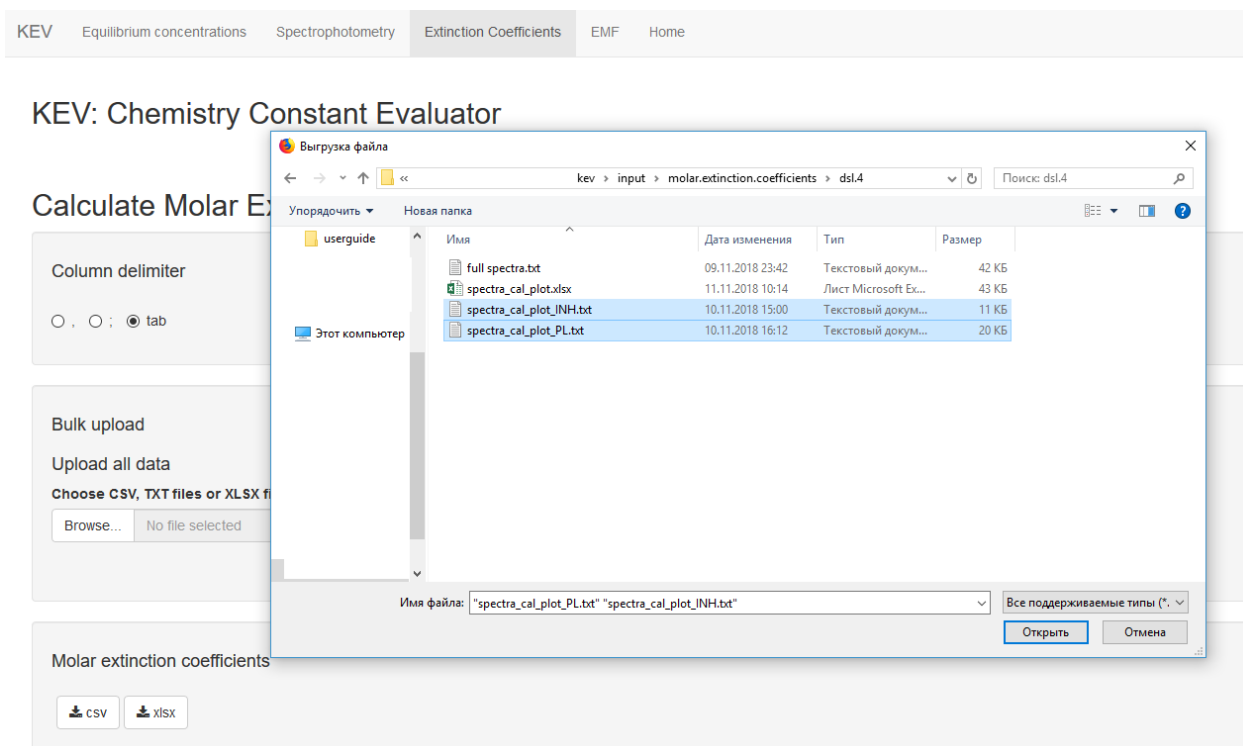 KEV Equilibrium concentrations Spectrophotometry Extinction Coefficients EMF Home
KEV: Chemistry Constant Evaluator
Calculate Molar
Column delimiter
, ; tab
Bulk upload
Upload all data
Choose CSV, TXT files or XLSX
Browse... No file selected
Molar extinction coefficients
csv xlsx
Выгрузка файла
« kev › input › molar.extinction.coefficients › dsl.4 Поиск: dsl.4
Упорядочить Новая папка
userguide
Этот компьютер
Имя Дата изменения Тип Размер
full spectra.txt 09.11.2018 23:42 Текстовый докум... 42 КБ
spectra_cal_plot.xlsx 11.11.2018 10:14 Лист Microsoft Ex... 43 КБ
spectra_cal_plot_INH.txt 10.11.2018 15:00 Текстовый докум... 11 КБ
spectra_cal_plot_PL.txt 10.11.2018 16:12 Текстовый докум... 20 КБ
Имя файла: "spectra_cal_plot_PL.txt" "spectra_cal_plot_INH.txt" Все поддерживаемые типы (*.
Открыть Отмена